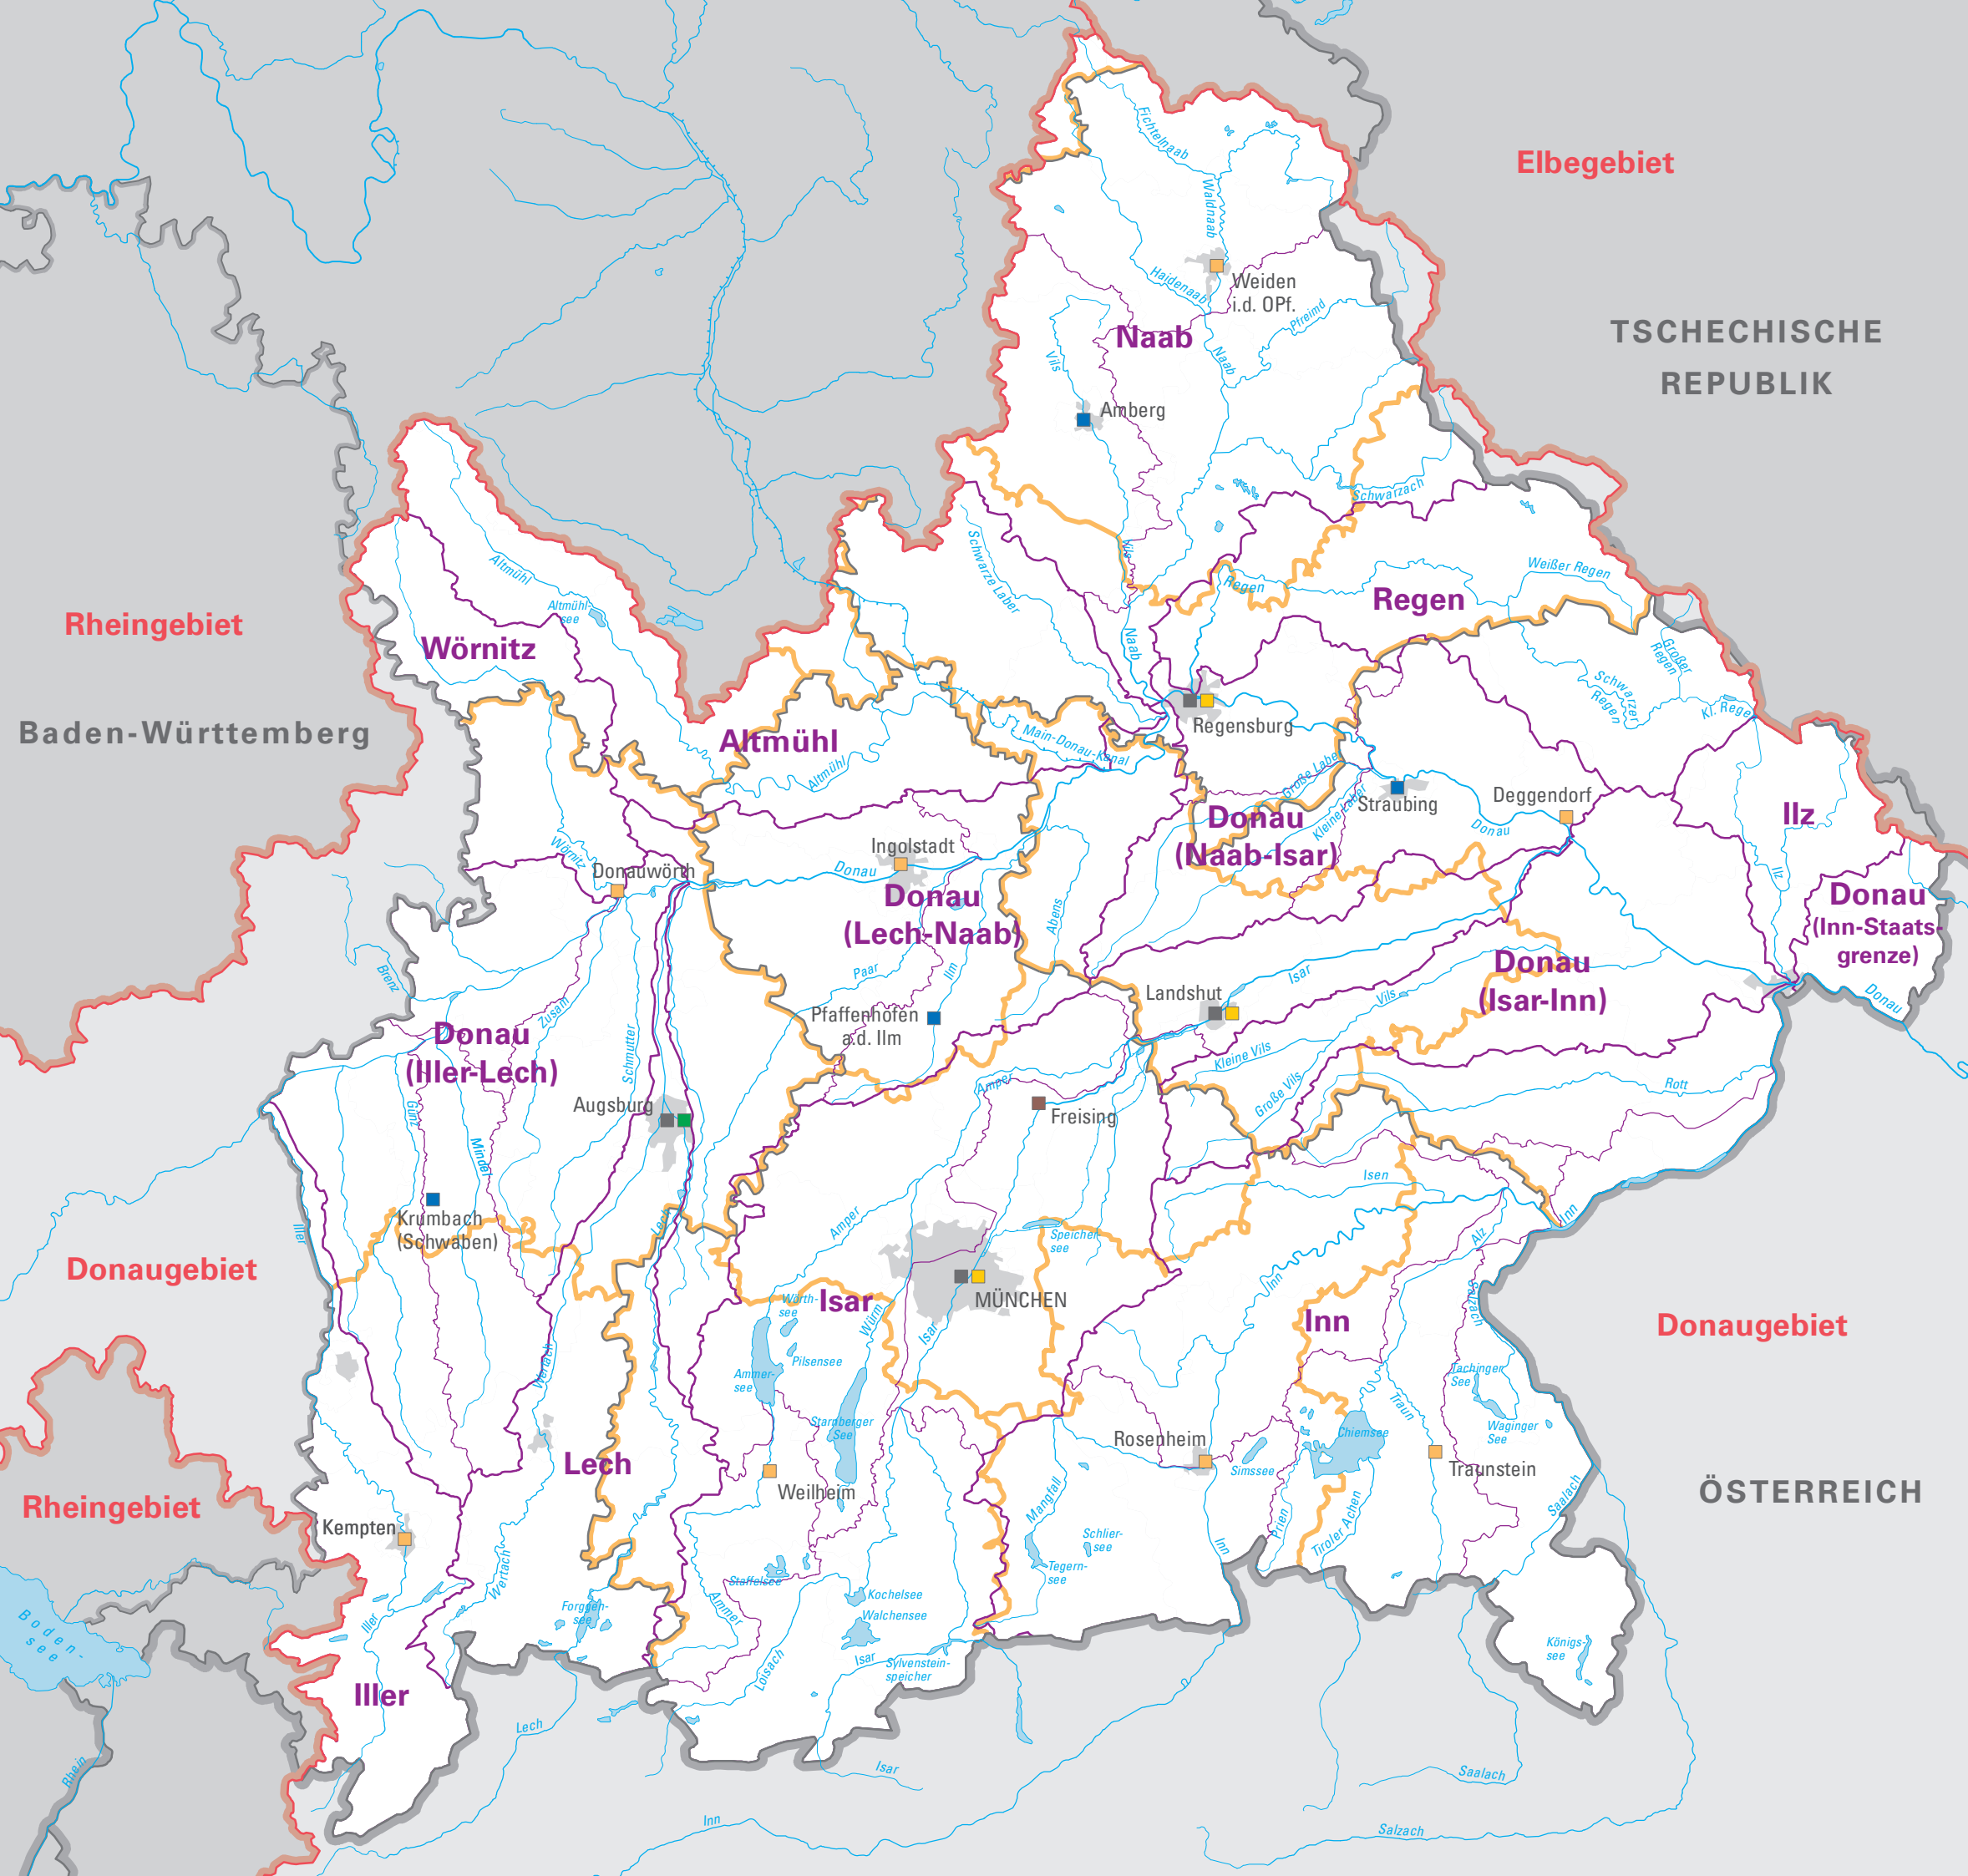 Elbegebiet
TSCHECHISCHE
REPUBLIK
Fichtelnaab
Waldnaab
Weiden
i.d. OPf.
Haidenaab
Pfreimd
Naab
Naab
Vils
Amberg
Schwarzach
Vils
Schwarze Laber
Regen
Weißer Regen
Regen
Naab
Großer
Regen
Schwarzer
Regen
Kl. Rege
Rheingebiet
Baden-Württemberg
Altmühl
Altmühl-
see
Wörnitz
Altmühl
Altmühl
Main-Donau-Kanal
Regensburg
Große Laber
Kleine Laber
Straubing
Deggendorf
Donau
Donau
(Naab-Isar)
Ilz
Ilz
Donau
(Inn-Staats-
grenze)
Donau
Wörnitz
Donauwörth
Ingolstadt
Donau
Donau
(Lech-Naab)
Abens
Paar
Ilm
Pfaffenhofen
a.d. Ilm
Landshut
Isar
Vils
Donau
(Isar-Inn)
Kleine Vils
Große Vils
Rott
Brenz
Zusam
Schmutter
Donau
(Iller-Lech)
Günz
Mindel
Augsburg
Amper
Freising
Krumbach
(Schwaben)
Iller
Lech
Amper
Speicher-
see
Isen
Inn
Alz
Inn
Salzach
Donaugebiet
MÜNCHEN
Isar
Wörth-
see
Würm
Isar
Pilsensee
Ammer-
see
Starnberger
See
Inn
Donaugebiet
Tachinger
See
Waginger
See
Traun
Chiemsee
Traunstein
Rosenheim
Simssee
Wertach
Lech
Weilheim
Mangfall
Schlier-
see
Tegern-
see
Inn
Prien
Tiroler Achen
Saalach
ÖSTERREICH
Rheingebiet
Kempten
Wertach
Iller
Forggen-
see
Staffelsee
Ammer
Kochelsee
Walchensee
Loisach
Isar
Sylvenstein-
speicher
Königs-
see
Boden-
see
Iller
Rhein
Lech
Isar
Inn
Saalach
Salzach